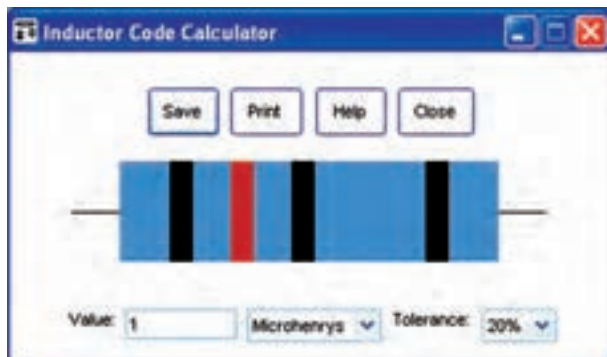 Inductor Code Calculator
Save Print Help Close
Value: 1 Microhenrys Tolerance: 20%